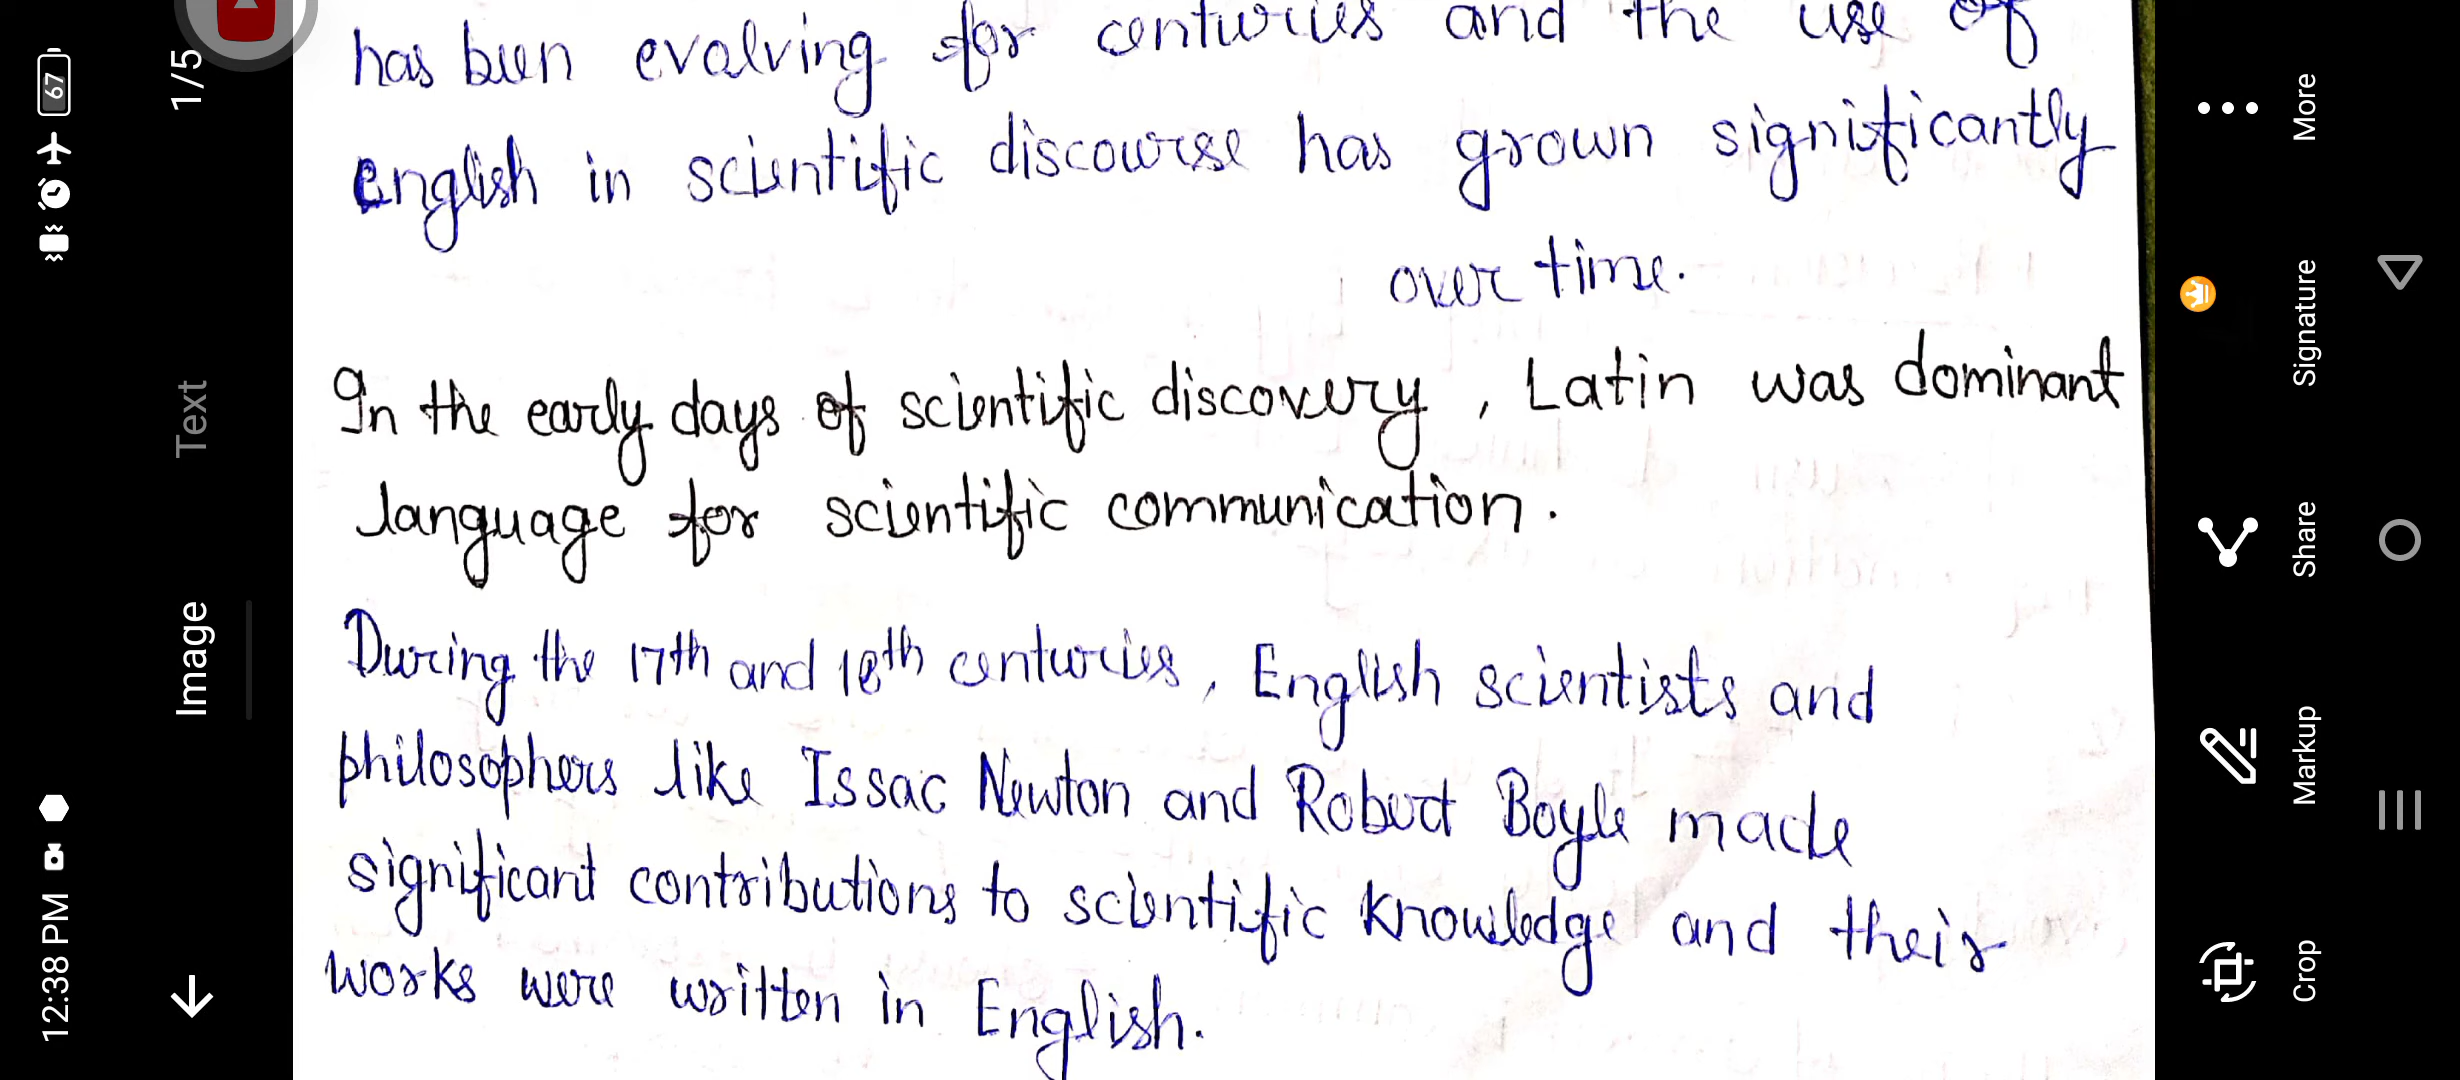 has been evolving for centuries and the use of
english in scientific discourse has grown significantly
over time.
In the early days of scientific discovery, Latin was dominant
language for scientific communication.
During the 17th and 18th centuries, English scientists and
philosophers like Issac Newton and Robert Boyle made
significant contributions to scientific knowledge and their
works were written in English.
12:38 PM
67
1/5
Text
Image
More
Signature
Share
Markup
Crop